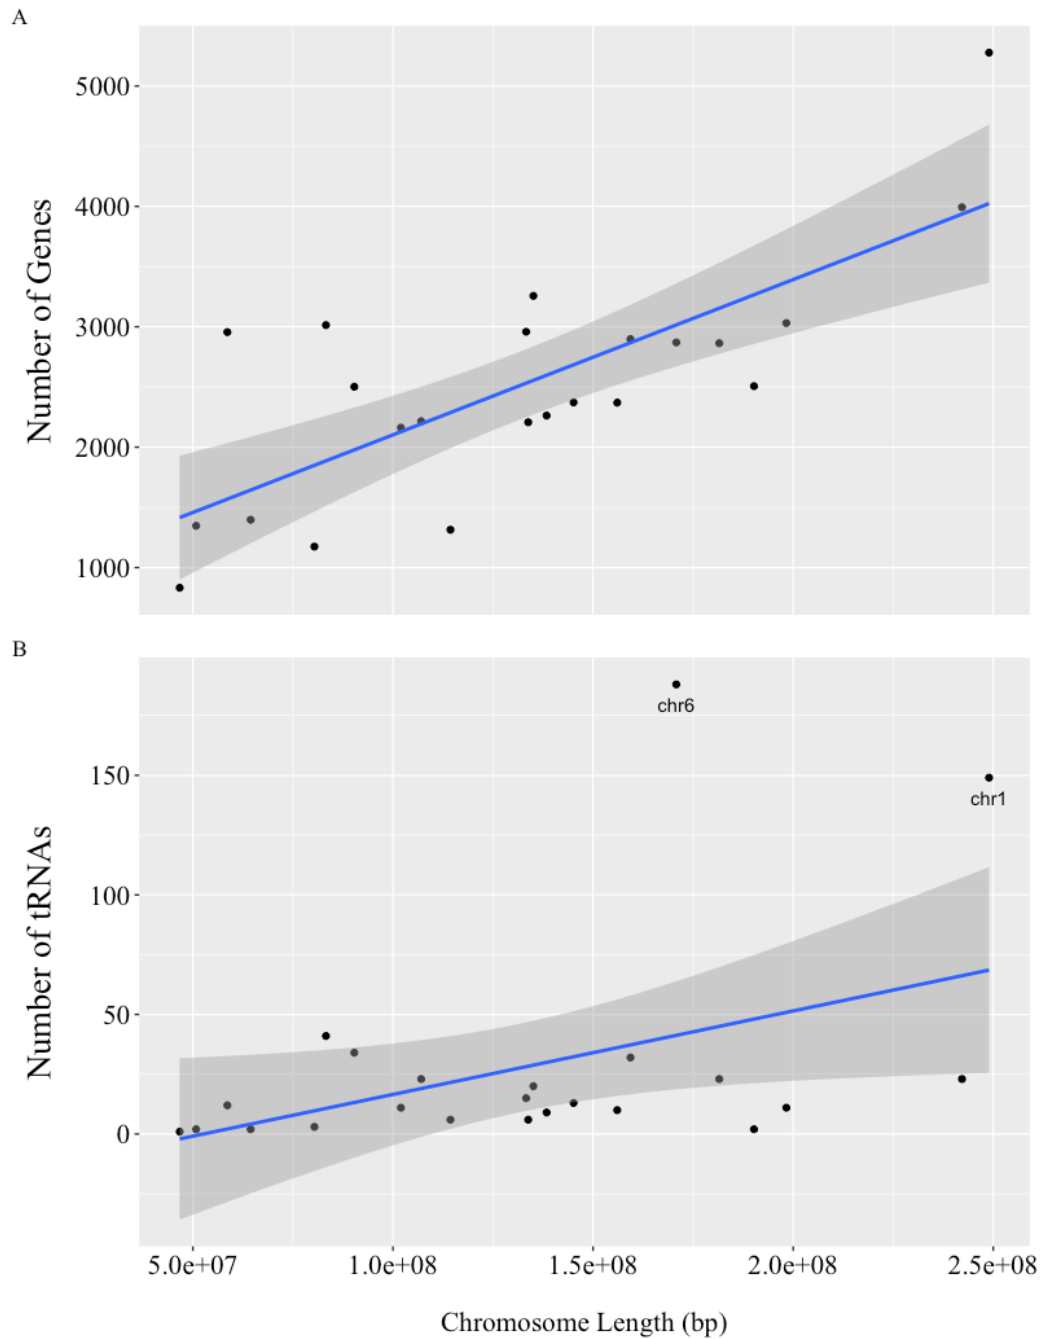 A
Number of Genes
5000
4000
3000
2000
1000
B
Number of tRNAs
chr6
150
chr1
100
50
0
5.0e+07 1.0e+08 1.5e+08 2.0e+08 2.5e+08
Chromosome Length (bp)